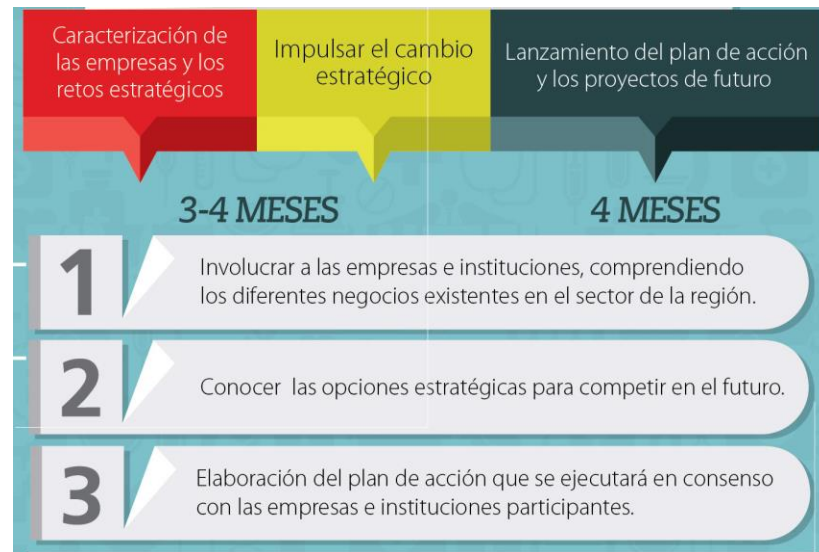 Caracterización de
las empresas y los
retos estratégicos
Impulsar el cambio
estratégico
Lanzamiento del plan de acción
y los proyectos de futuro
3-4 MESES
4 MESES
1
Involucrar a las empresas e instituciones, comprendiendo
los diferentes negocios existentes en el sector de la región.
2
Conocer las opciones estratégicas para competir en el futuro.
3
Elaboración del plan de acción que se ejecutará en consenso
con las empresas e instituciones participantes.